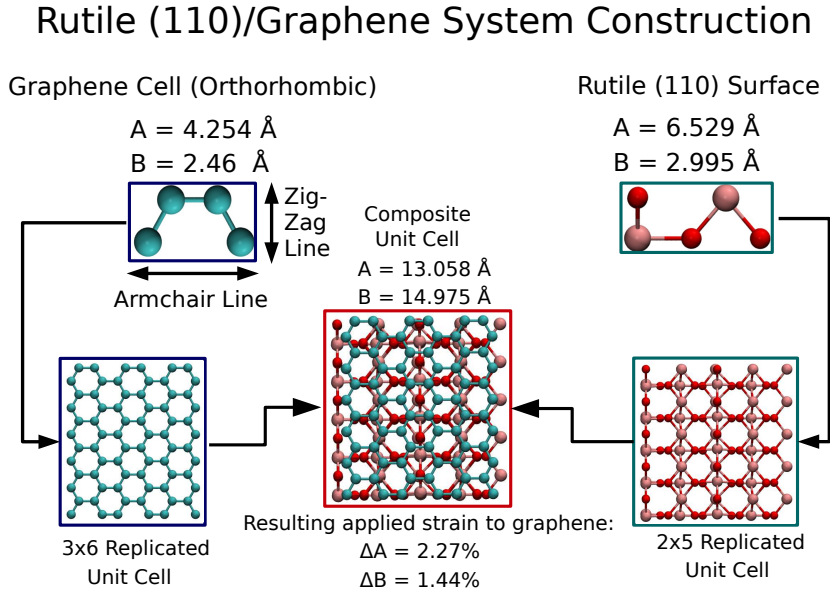 Rutile (110)/Graphene System Construction
Graphene Cell (Orthorhombic)
A = 4.254 Å
B = 2.46 Å
Zig-
Zag
Line
Armchair Line
Rutile (110) Surface
A = 6.529 Å
B = 2.995 Å
Composite
Unit Cell
A = 13.058 Å
B = 14.975 Å
3x6 Replicated
Unit Cell
Resulting applied strain to graphene:
ΔA = 2.27%
ΔB = 1.44%
2x5 Replicated
Unit Cell